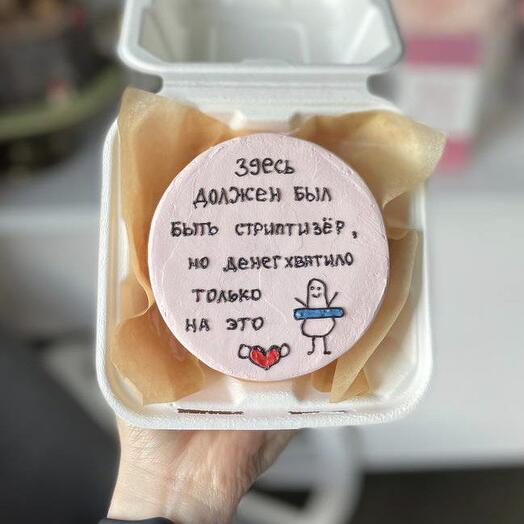 Здесь
должен был
быть стриптизёр,
но денег хватило
только
на это